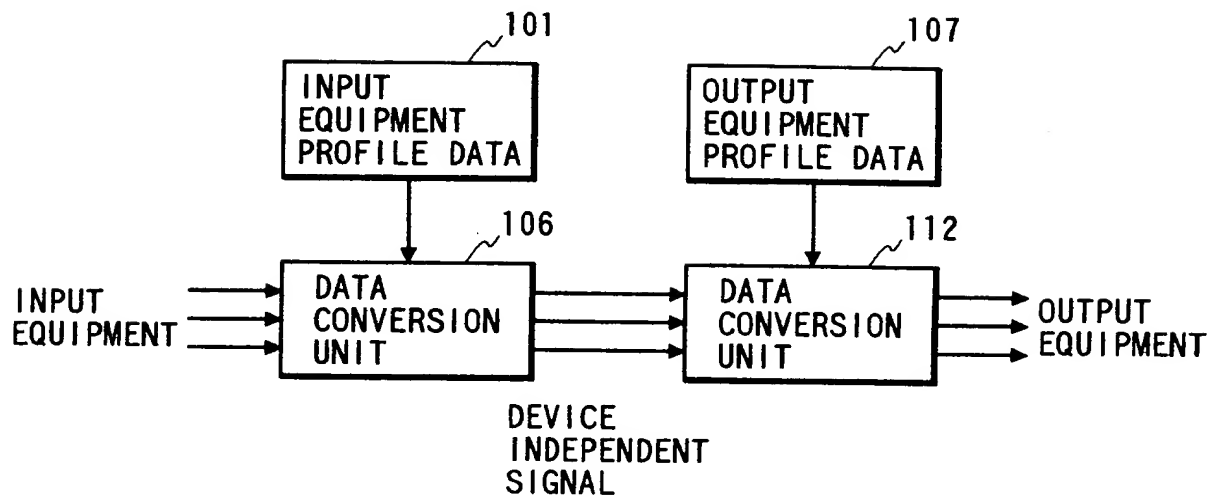 101
INPUT
EQUIPMENT
PROFILE DATA
107
OUTPUT
EQUIPMENT
PROFILE DATA
106
DATA
CONVERSION
UNIT
112
DATA
CONVERSION
UNIT
INPUT
EQUIPMENT
OUTPUT
EQUIPMENT
DEVICE
INDEPENDENT
SIGNAL